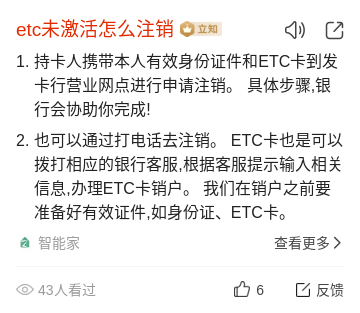 etc未激活怎么注销 立知
1. 持卡人携带本人有效身份证件和ETC卡到发
卡行营业网点进行申请注销。 具体步骤,银
行会协助你完成!
2. 也可以通过打电话去注销。 ETC卡也是可以
拨打相应的银行客服,根据客服提示输入相关
信息,办理ETC卡销户。 我们在销户之前要
准备好有效证件,如身份证、ETC卡。
智能家 查看更多
43人看过 6 反馈